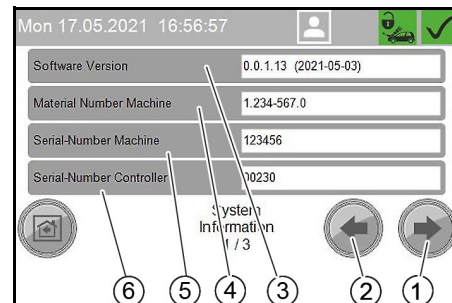 Mon 17.05.2021 16:56:57
Software Version 0.0.1.13 (2021-05-03)
Material Number Machine 1.234-567.0
Serial-Number Machine 123456
Serial-Number Controller 00230
System
Information
1 / 3
6 5 4 3 2 1